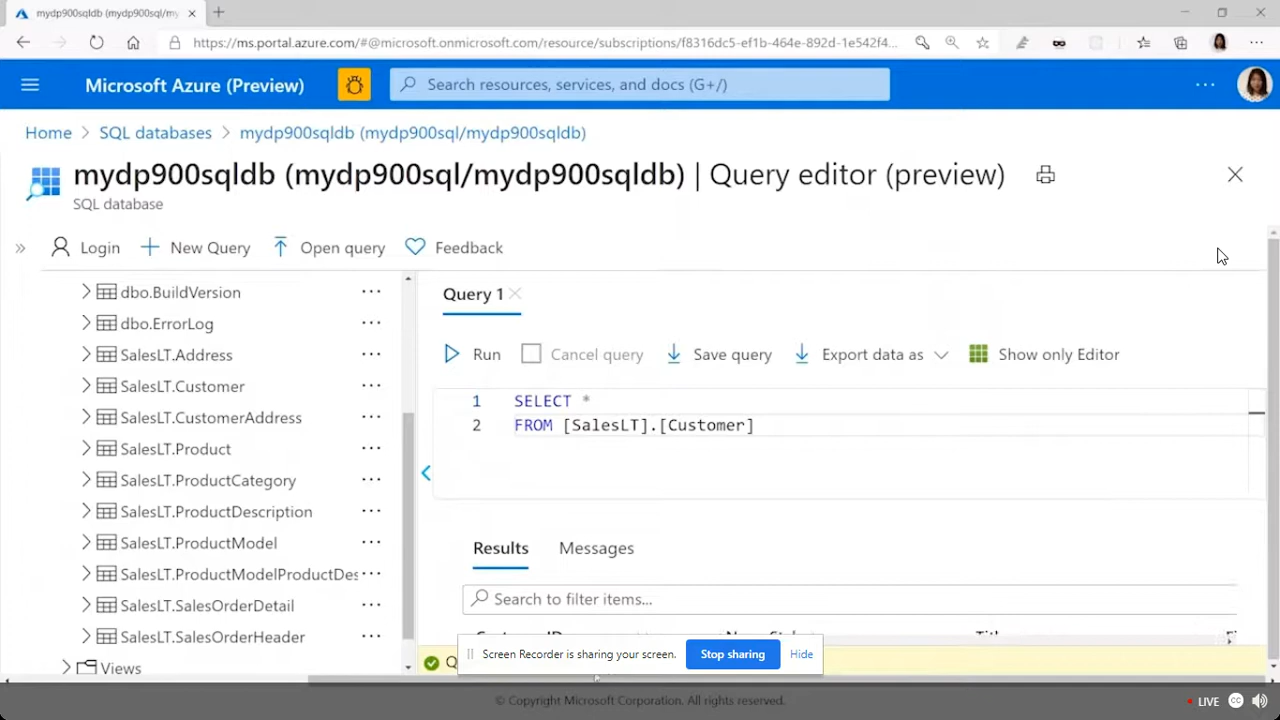 mydp900sqldb (mydp900sql/my
https://ms.portal.azure.com/#@microsoft.onmicrosoft.com/resource/subscriptions/f8316dc5-ef1b-464e-892d-1e542f4...
Microsoft Azure (Preview)
Search resources, services, and docs (G+/)
Home > SQL databases > mydp900sqldb (mydp900sql/mydp900sqldb)
mydp900sqldb (mydp900sql/mydp900sqldb) | Query editor (preview)
SQL database
Login
New Query
Open query
Feedback
dbo.BuildVersion
dbo.ErrorLog
SalesLT.Address
SalesLT.Customer
SalesLT.CustomerAddress
SalesLT.Product
SalesLT.ProductCategory
SalesLT.ProductDescription
SalesLT.ProductModel
SalesLT.ProductModelProductDes
SalesLT.SalesOrderDetail
SalesLT.SalesOrderHeader
Views
Query 1
Run
Cancel query
Save query
Export data as
Show only Editor
1 SELECT *
2 FROM [SalesLT].[Customer]
Results
Messages
Search to filter items...
Screen Recorder is sharing your screen.
Stop sharing
Hide
© Copyright Microsoft Corporation. All rights reserved.
LIVE
CC